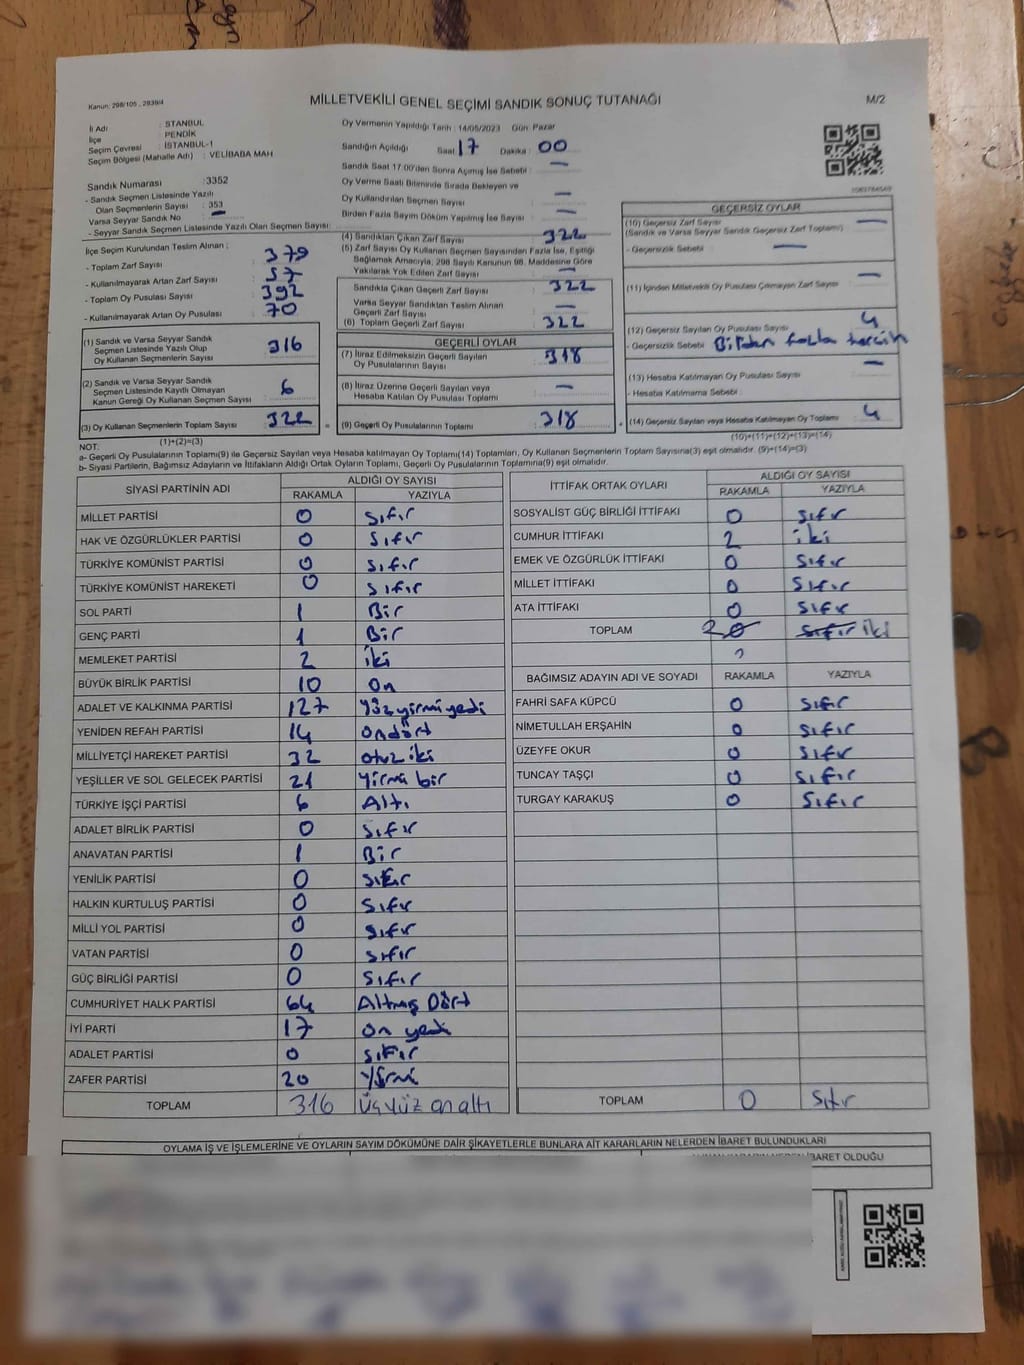 Kanun: 298/105 , 2839/4
MİLLETVEKİLİ GENEL SEÇİMİ SANDIK SONUÇ TUTANAĞI
M/2
İl Adı : STANBUL
İlçe : PENDİK
Seçim Çevresi : İSTANBUL-1
Seçim Bölgesi (Mahalle Adı) : VELİBABA MAH
Sandık Numarası :3352
- Sandık Seçmen Listesinde Yazılı
Olan Seçmenlerin Sayısı : 353
Varsa Seyyar Sandık No : —
- Seyyar Sandık Seçmen Listesinde Yazılı Olan Seçmen Sayısı:
Oy Vermenin Yapıldığı Tarih :14/05/2023 Gün :Pazar
Sandığın Açıldığı Saat: 17 Dakika : 00
Sandık Saat 17:00'den Sonra Açılmış İse Sebebi : —
Oy Verme Saati Bitiminde Sırada Bekleyen ve
Oy Kullandırılan Seçmen Sayısı : —
Birden Fazla Sayım Döküm Yapılmış İse Sayısı : —
İlçe Seçim Kurulundan Teslim Alınan ;
- Toplam Zarf Sayısı : 379
- Kullanılmayarak Artan Zarf Sayısı : 57
- Toplam Oy Pusulası Sayısı : 392
- Kullanılmayarak Artan Oy Pusulası : 70
(1) Sandık ve Varsa Seyyar Sandık
Seçmen Listesinde Yazılı Olup
Oy Kullanan Seçmenlerin Sayısı : 316
(2) Sandık ve Varsa Seyyar Sandık
Seçmen Listesinde Kayıtlı Olmayan
Kanun Gereği Oy Kullanan Seçmen Sayısı : 6
(3) Oy Kullanan Seçmenlerin Toplam Sayısı : 322
(4) Sandıktan Çıkan Zarf Sayısı : 322
(5) Zarf Sayısı Oy Kullanan Seçmen Sayısından Fazla İse, Eşitliği
Sağlamak Amacıyla, 298 Sayılı Kanunun 98. Maddesine Göre
Yakılarak Yok Edilen Zarf Sayısı : —
Sandıkta Çıkan Geçerli Zarf Sayısı : 322
Varsa Seyyar Sandıktan Teslim Alınan
Geçerli Zarf Sayısı : —
(6) Toplam Geçerli Zarf Sayısı : 322
GEÇERLİ OYLAR
(7) İtiraz Edilmeksizin Geçerli Sayılan
Oy Pusulalarının Sayısı : 318
(8) İtiraz Üzerine Geçerli Sayılan veya
Hesaba Katılan Oy Pusulası Toplamı : —
= (9) Geçerli Oy Pusulalarının Toplamı : 318 +
GEÇERSİZ OYLAR
(10) Geçersiz Zarf Sayısı : —
(Sandık ve Varsa Seyyar Sandık Geçersiz Zarf Toplamı)
- Geçersizlik Sebebi : —
(11) İçinden Milletvekili Oy Pusulası Çıkmayan Zarf Sayısı : —
(12) Geçersiz Sayılan Oy Pusulası Sayısı : 4
- Geçersizlik Sebebi : Birden fazla tercih
(13) Hesaba Katılmayan Oy Pusulası Sayısı : —
- Hesaba Katılmama Sebebi :
(14) Geçersiz Sayılan veya Hesaba Katılmayan Oy Toplamı : 4
NOT: (1)+(2)=(3) (10)+(11)+(12)+(13)=(14)
a- Geçerli Oy Pusulalarının Toplamı(9) ile Geçersiz Sayılan veya Hesaba katılmayan Oy Toplamı(14) Toplamları, Oy Kullanan Seçmenlerin Toplam Sayısına(3) eşit olmalıdır. (9)+(14)=(3)
b- Siyasi Partilerin, Bağımsız Adayların ve İttifakların Aldığı Ortak Oyların Toplamı, Geçerli Oy Pusulalarının Toplamına(9) eşit olmalıdır.
SİYASİ PARTİNİN ADI ALDIĞI OY SAYISI
RAKAMLA YAZIYLA
MİLLET PARTİSİ 0 Sıfır
HAK VE ÖZGÜRLÜKLER PARTİSİ 0 Sıfır
TÜRKİYE KOMÜNİST PARTİSİ 0 Sıfır
TÜRKİYE KOMÜNİST HAREKETİ 0 Sıfır
SOL PARTİ 1 Bir
GENÇ PARTİ 1 Bir
MEMLEKET PARTİSİ 2 iki
BÜYÜK BİRLİK PARTİSİ 10 On
ADALET VE KALKINMA PARTİSİ 127 Yüz yirmi yedi
YENİDEN REFAH PARTİSİ 14 ondört
MİLLİYETÇİ HAREKET PARTİSİ 32 otuz iki
YEŞİLLER VE SOL GELECEK PARTİSİ 21 Yirmi bir
TÜRKİYE İŞÇİ PARTİSİ 6 Altı
ADALET BİRLİK PARTİSİ 0 Sıfır
ANAVATAN PARTİSİ 1 Bir
YENİLİK PARTİSİ 0 Sıfır
HALKIN KURTULUŞ PARTİSİ 0 Sıfır
MİLLİ YOL PARTİSİ 0 Sıfır
VATAN PARTİSİ 0 Sıfır
GÜÇ BİRLİĞİ PARTİSİ 0 Sıfır
CUMHURİYET HALK PARTİSİ 64 Altmış Dört
İYİ PARTİ 17 on yedi
ADALET PARTİSİ 0 Sıfır
ZAFER PARTİSİ 20 Yirmi
TOPLAM 316 Üçyüz on altı
İTTİFAK ORTAK OYLARI ALDIĞI OY SAYISI
RAKAMLA YAZIYLA
SOSYALİST GÜÇ BİRLİĞİ İTTİFAKI 0 Sıfır
CUMHUR İTTİFAKI 2 iki
EMEK VE ÖZGÜRLÜK İTTİFAKI 0 Sıfır
MİLLET İTTİFAKI 0 Sıfır
ATA İTTİFAKI 0 Sıfır
TOPLAM 2 0 Sıfır iki
2
BAĞIMSIZ ADAYIN ADI VE SOYADI RAKAMLA YAZIYLA
FAHRİ SAFA KÜPCÜ 0 Sıfır
NİMETULLAH ERŞAHİN 0 Sıfır
ÜZEYFE OKUR 0 Sıfır
TUNCAY TAŞÇI 0 Sıfır
TURGAY KARAKUŞ 0 Sıfır
TOPLAM 0 Sıfır
OYLAMA İŞ VE İŞLEMLERİNE VE OYLARIN SAYIM DÖKÜMÜNE DAİR ŞİKAYETLERLE BUNLARA AİT KARARLARIN NELERDEN İBARET BULUNDUKLARI
İBARET OLDUĞU